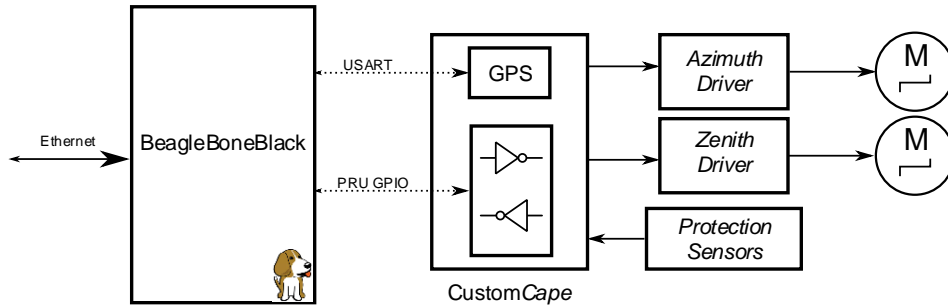 Ethernet
BeagleBoneBlack
USART
PRU GPIO
GPS
CustomCape
Azimuth
Driver
Zenith
Driver
Protection
Sensors
M
M